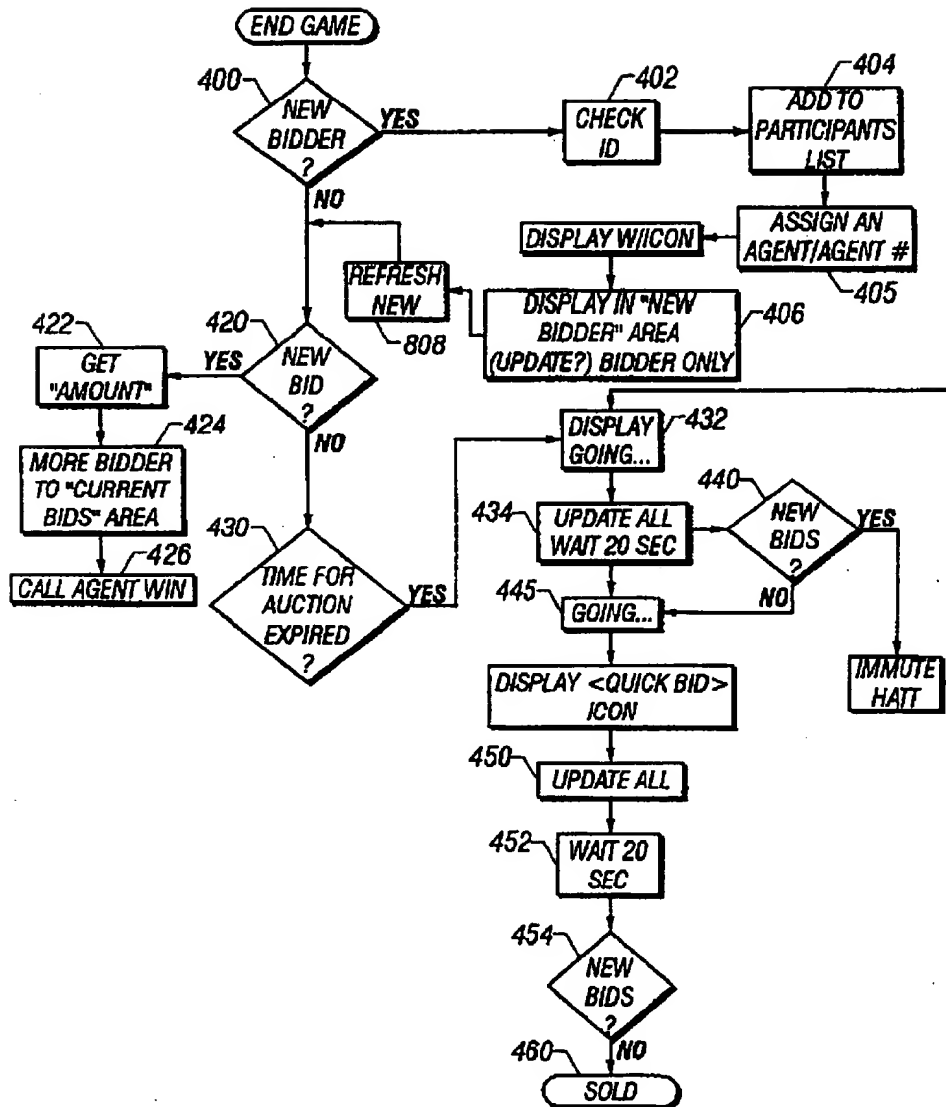 END GAME
400
NEW
BIDDER
?
YES
NO
402
CHECK
ID
404
ADD TO
PARTICIPANTS
LIST
ASSIGN AN
AGENT/AGENT #
405
DISPLAY W/ICON
DISPLAY IN "NEW
BIDDER" AREA
(UPDATE?) BIDDER ONLY
406
REFRESH
NEW
808
420
NEW
BID
?
YES
NO
422
GET
"AMOUNT"
424
MORE BIDDER
TO "CURRENT
BIDS" AREA
426
CALL AGENT WIN
430
TIME FOR
AUCTION
EXPIRED
?
YES
DISPLAY
GOING...
432
434
UPDATE ALL
WAIT 20 SEC
440
NEW
BIDS
?
YES
NO
445
GOING...
IMMUTE
HATT
DISPLAY <QUICK BID>
ICON
450
UPDATE ALL
452
WAIT 20
SEC
454
NEW
BIDS
?
NO
460
SOLD